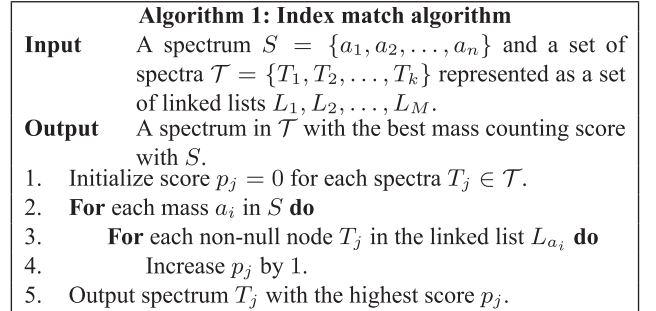 Algorithm 1: Index match algorithm
Input A spectrum S = {a₁, a₂, . . . , aₙ} and a set of
spectra 𝒯 = {T₁, T₂, . . . , Tₖ} represented as a set
of linked lists L₁, L₂, . . . , L_M.
Output A spectrum in 𝒯 with the best mass counting score
with S.
1. Initialize score pⱼ = 0 for each spectra Tⱼ ∈ 𝒯.
2. For each mass aᵢ in S do
3. For each non-null node Tⱼ in the linked list L_{aᵢ} do
4. Increase pⱼ by 1.
5. Output spectrum Tⱼ with the highest score pⱼ.